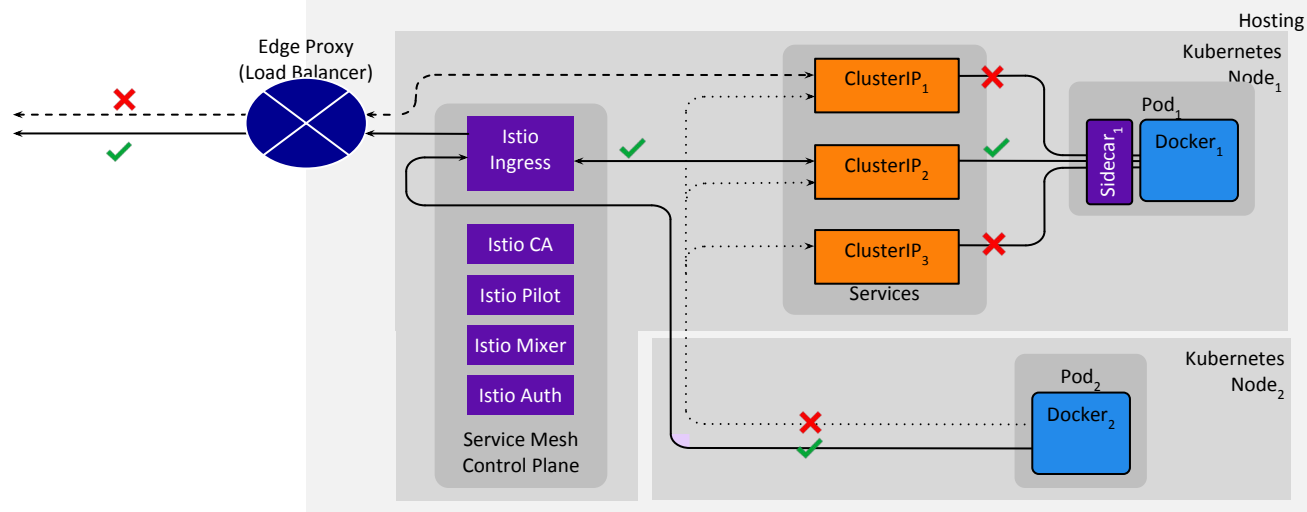 Hosting
Edge Proxy
(Load Balancer)
Kubernetes
Node₁
ClusterIP₁
Pod₁
Istio
Ingress
ClusterIP₂
Sidecar₁
Docker₁
Istio CA
ClusterIP₃
Services
Istio Pilot
Istio Mixer
Istio Auth
Service Mesh
Control Plane
Kubernetes
Node₂
Pod₂
Docker₂